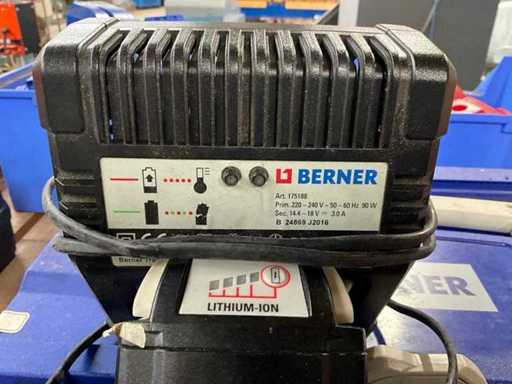 BERNER
Art. 175188
Prim. 220 - 240 V ~ 50 - 60 Hz 90 W
Sec. 14.4 - 18 V ⎓ 3.0 A
B 24869 J2016
Berner
LITHIUM-ION
RNER